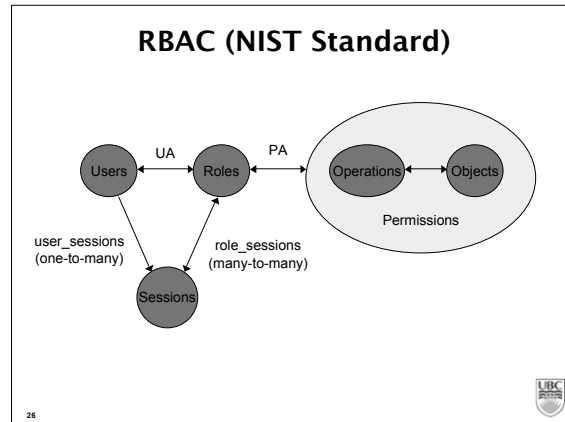 RBAC (NIST Standard)
UA
PA
Users
Roles
Operations
Objects
Permissions
user_sessions
(one-to-many)
role_sessions
(many-to-many)
Sessions
26
UBC